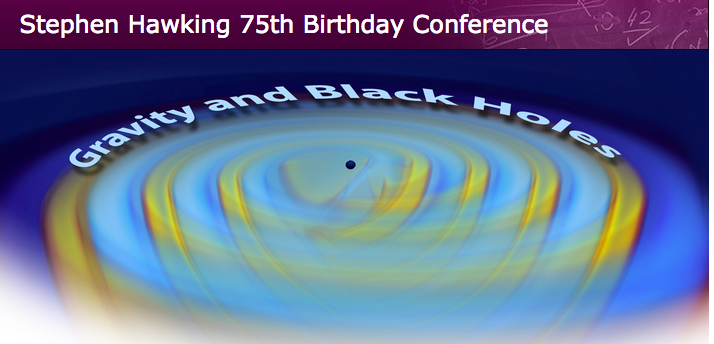 Stephen Hawking 75th Birthday Conference
Gravity and Black Holes